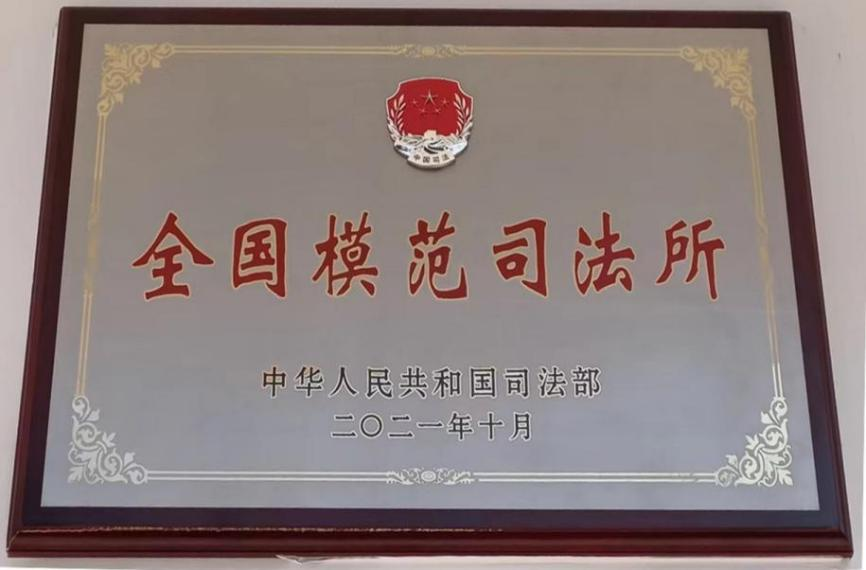 中国司法
全国模范司法所
中华人民共和国司法部
二〇二一年十月